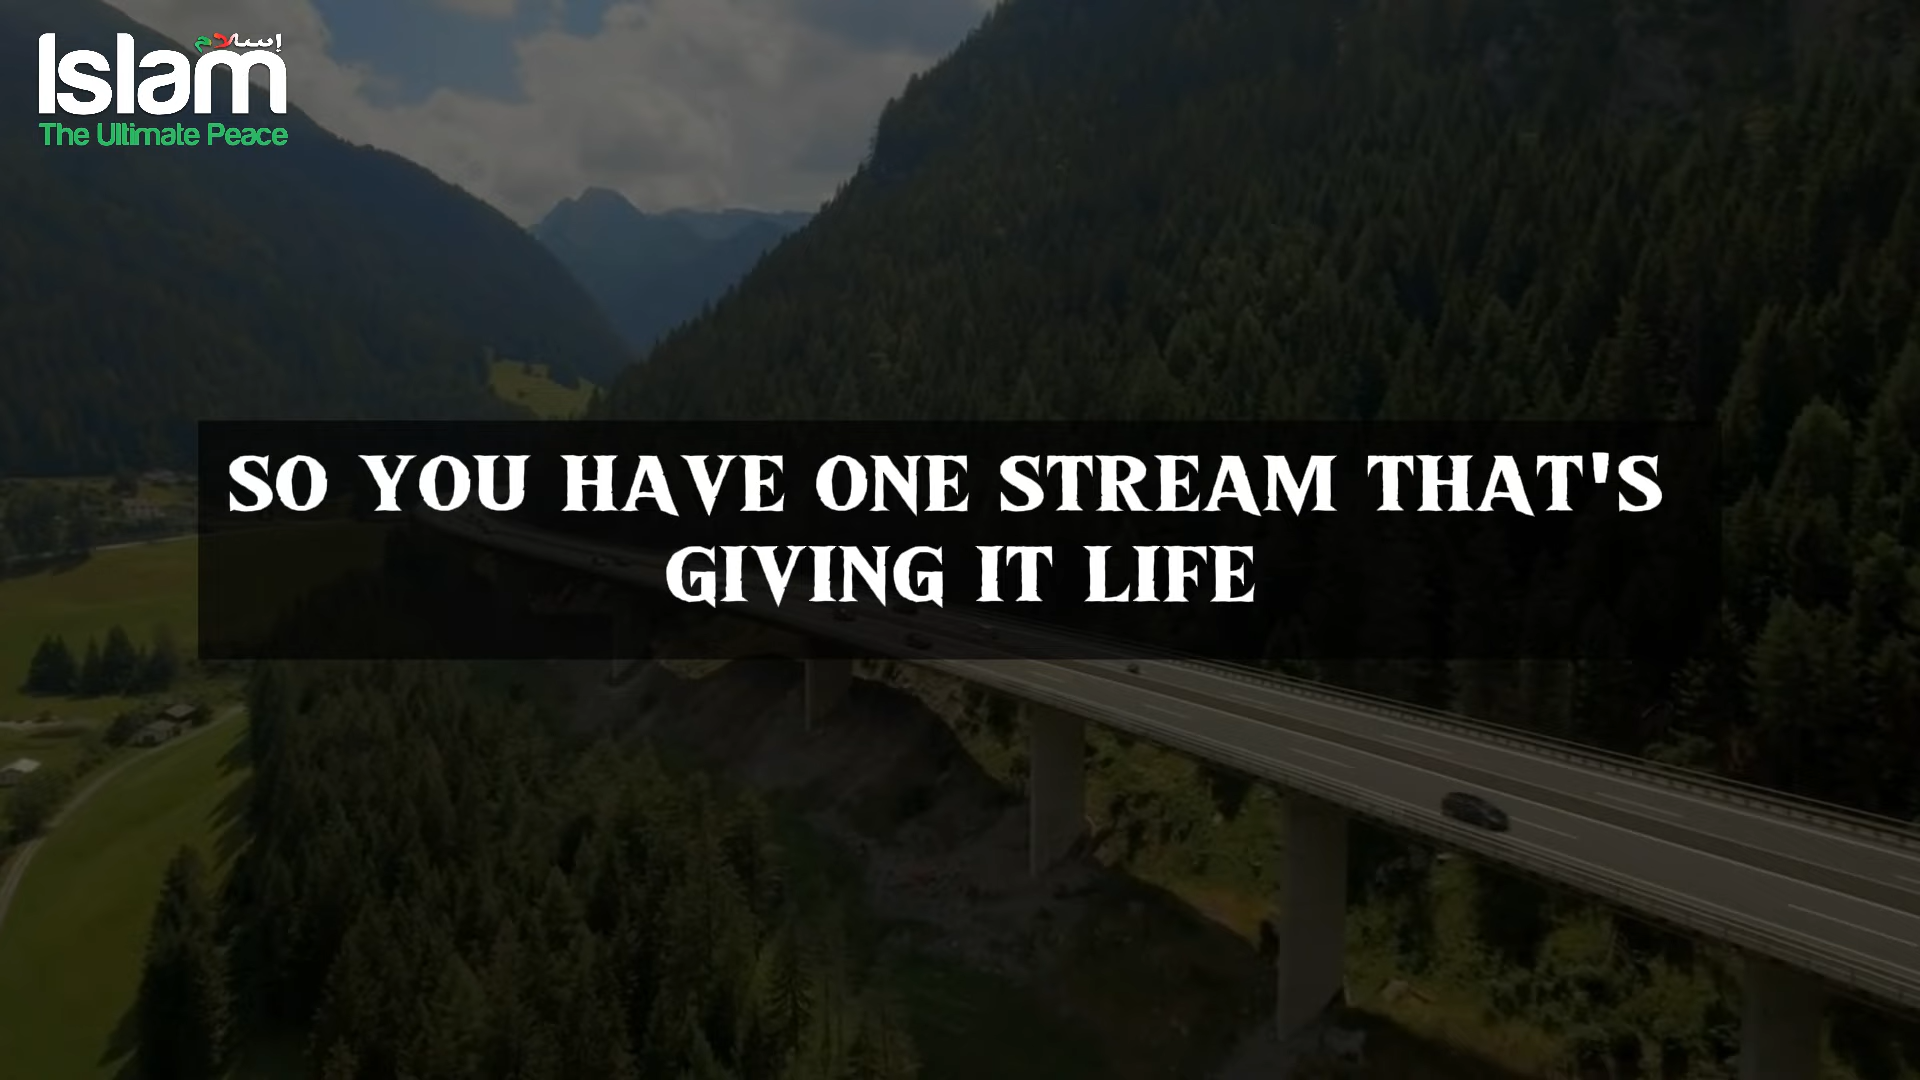 إسلام
Islam
The Ultimate Peace
SO YOU HAVE ONE STREAM THAT'S
GIVING IT LIFE